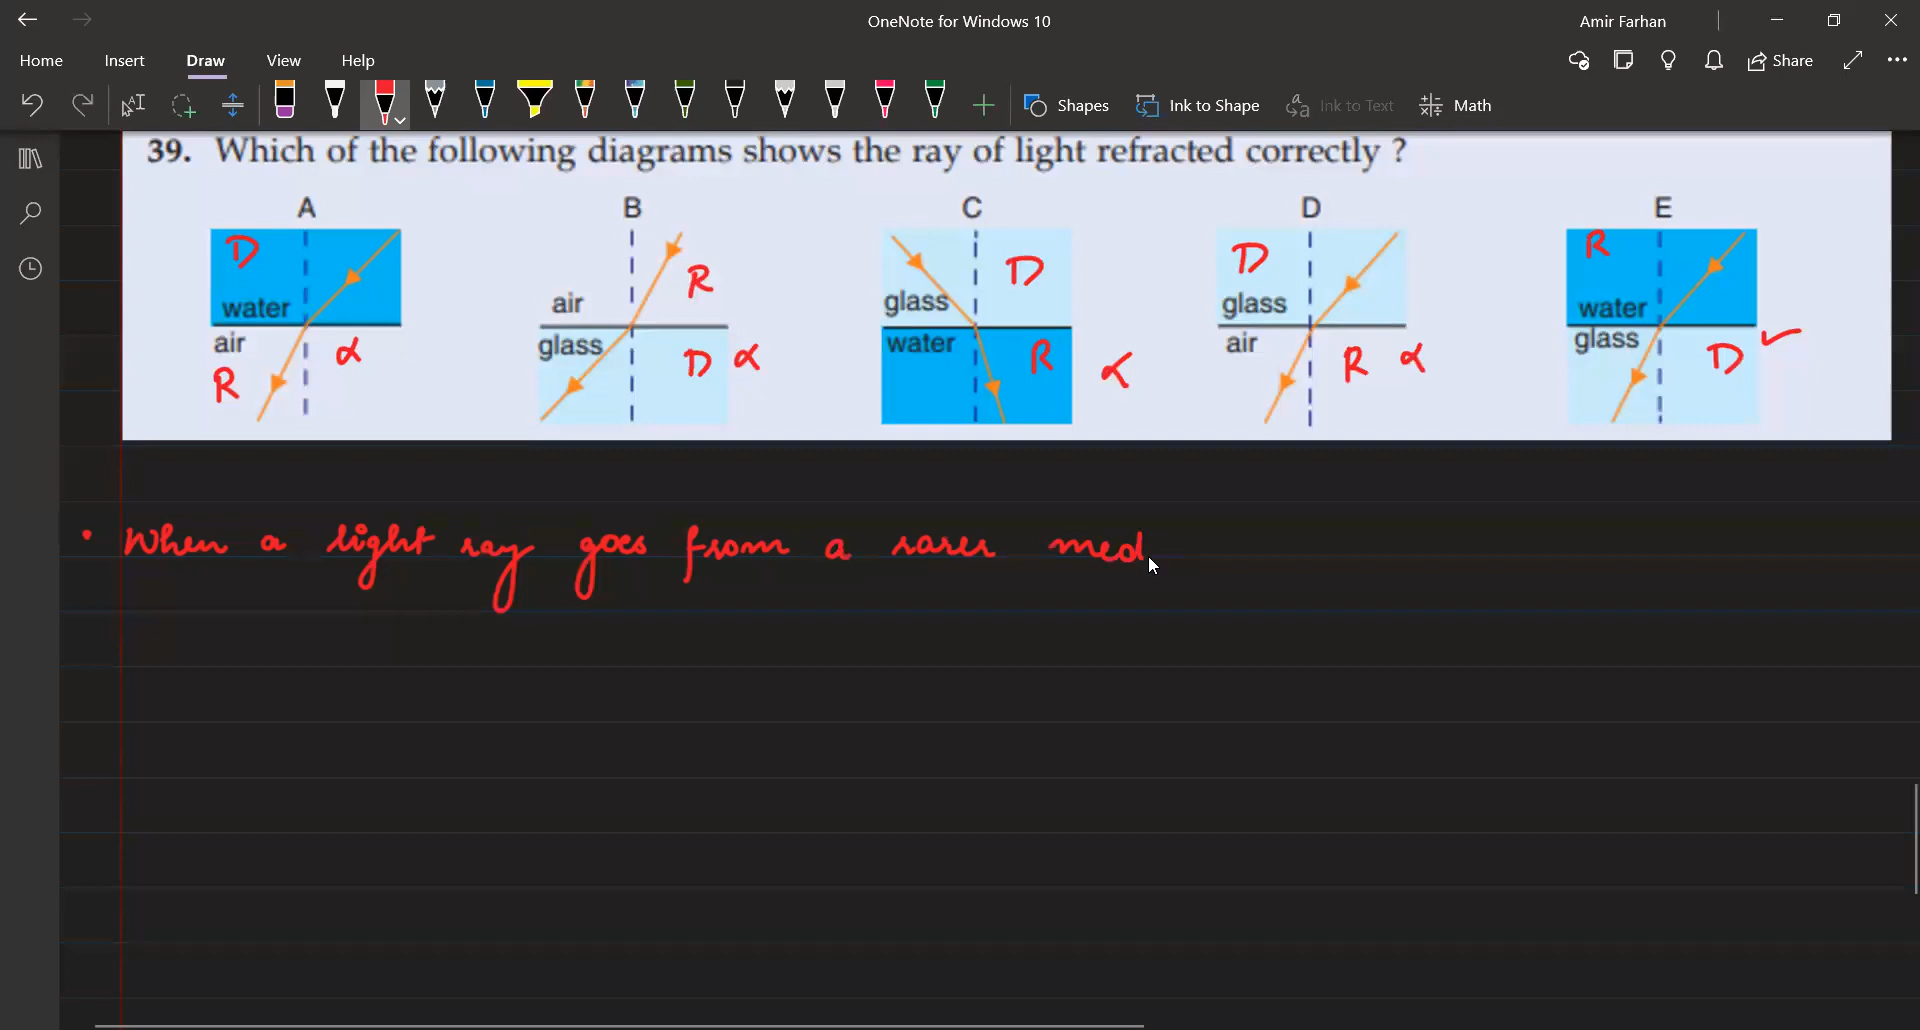 OneNote for Windows 10
Amir Farhan
Home Insert Draw View Help
Share
Shapes Ink to Shape Ink to Text Math
39. Which of the following diagrams shows the ray of light refracted correctly ?
A B C D E
D
water
air
R
α
air
R
glass
D α
glass
D
water
R
α
D
glass
air
R α
R
water
glass
D
• When a light ray goes from a rarer med